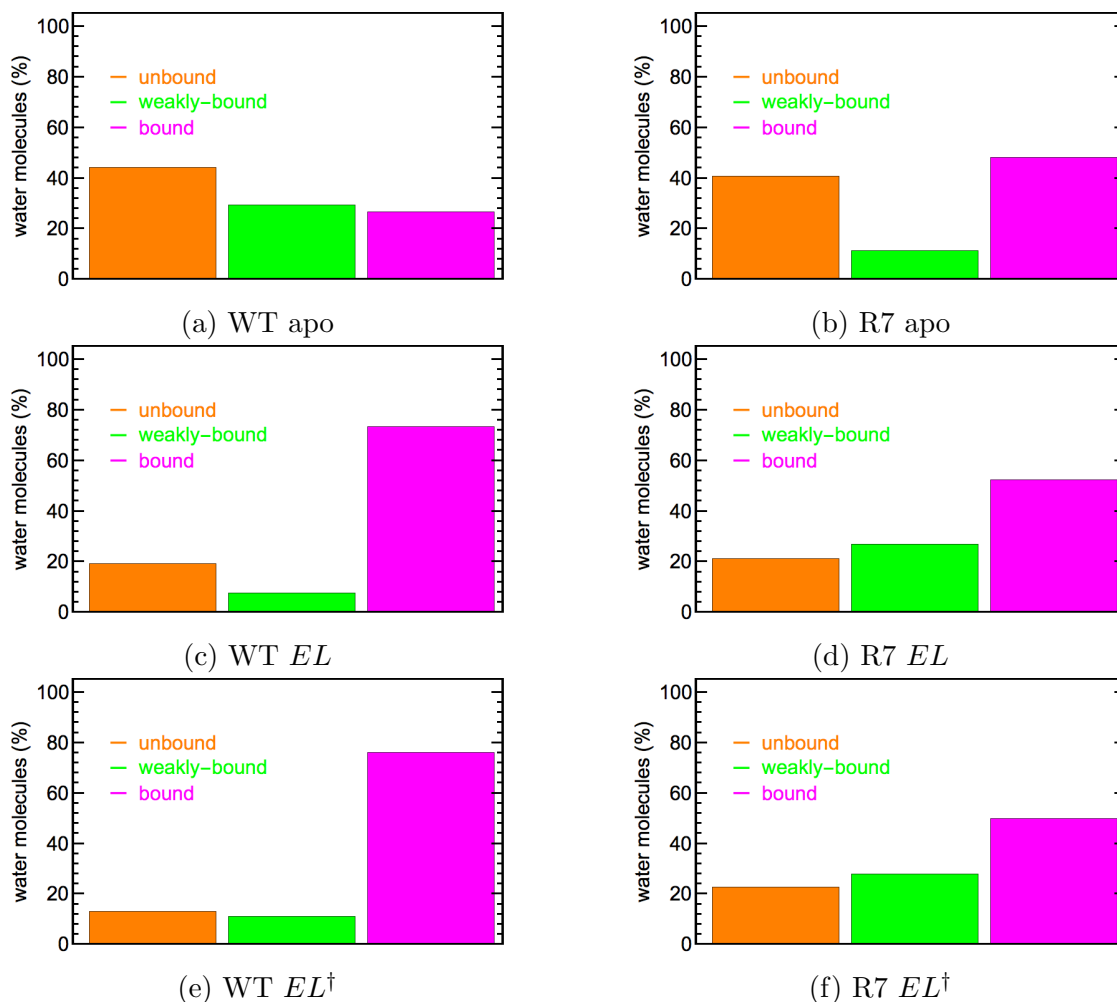 100
80
60
40
20
0
water molecules (%)
unbound
weakly-bound
bound
(a) WT apo
100
80
60
40
20
0
water molecules (%)
unbound
weakly-bound
bound
(b) R7 apo
100
80
60
40
20
0
water molecules (%)
unbound
weakly-bound
bound
(c) WT EL
100
80
60
40
20
0
water molecules (%)
unbound
weakly-bound
bound
(d) R7 EL
100
80
60
40
20
0
water molecules (%)
unbound
weakly-bound
bound
(e) WT EL†
100
80
60
40
20
0
water molecules (%)
unbound
weakly-bound
bound
(f) R7 EL†